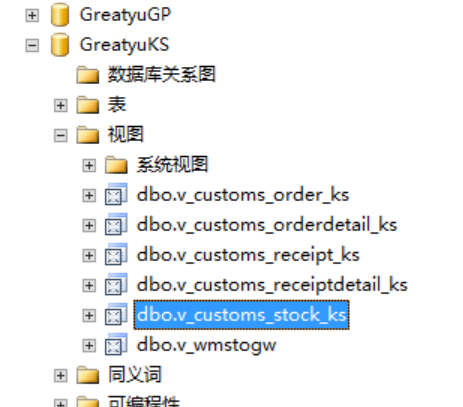 GreatyuGP
GreatyuKS
数据库关系图
表
视图
系统视图
dbo.v_customs_order_ks
dbo.v_customs_orderdetail_ks
dbo.v_customs_receipt_ks
dbo.v_customs_receiptdetail_ks
dbo.v_customs_stock_ks
dbo.v_wmstogw
同义词
可编程性